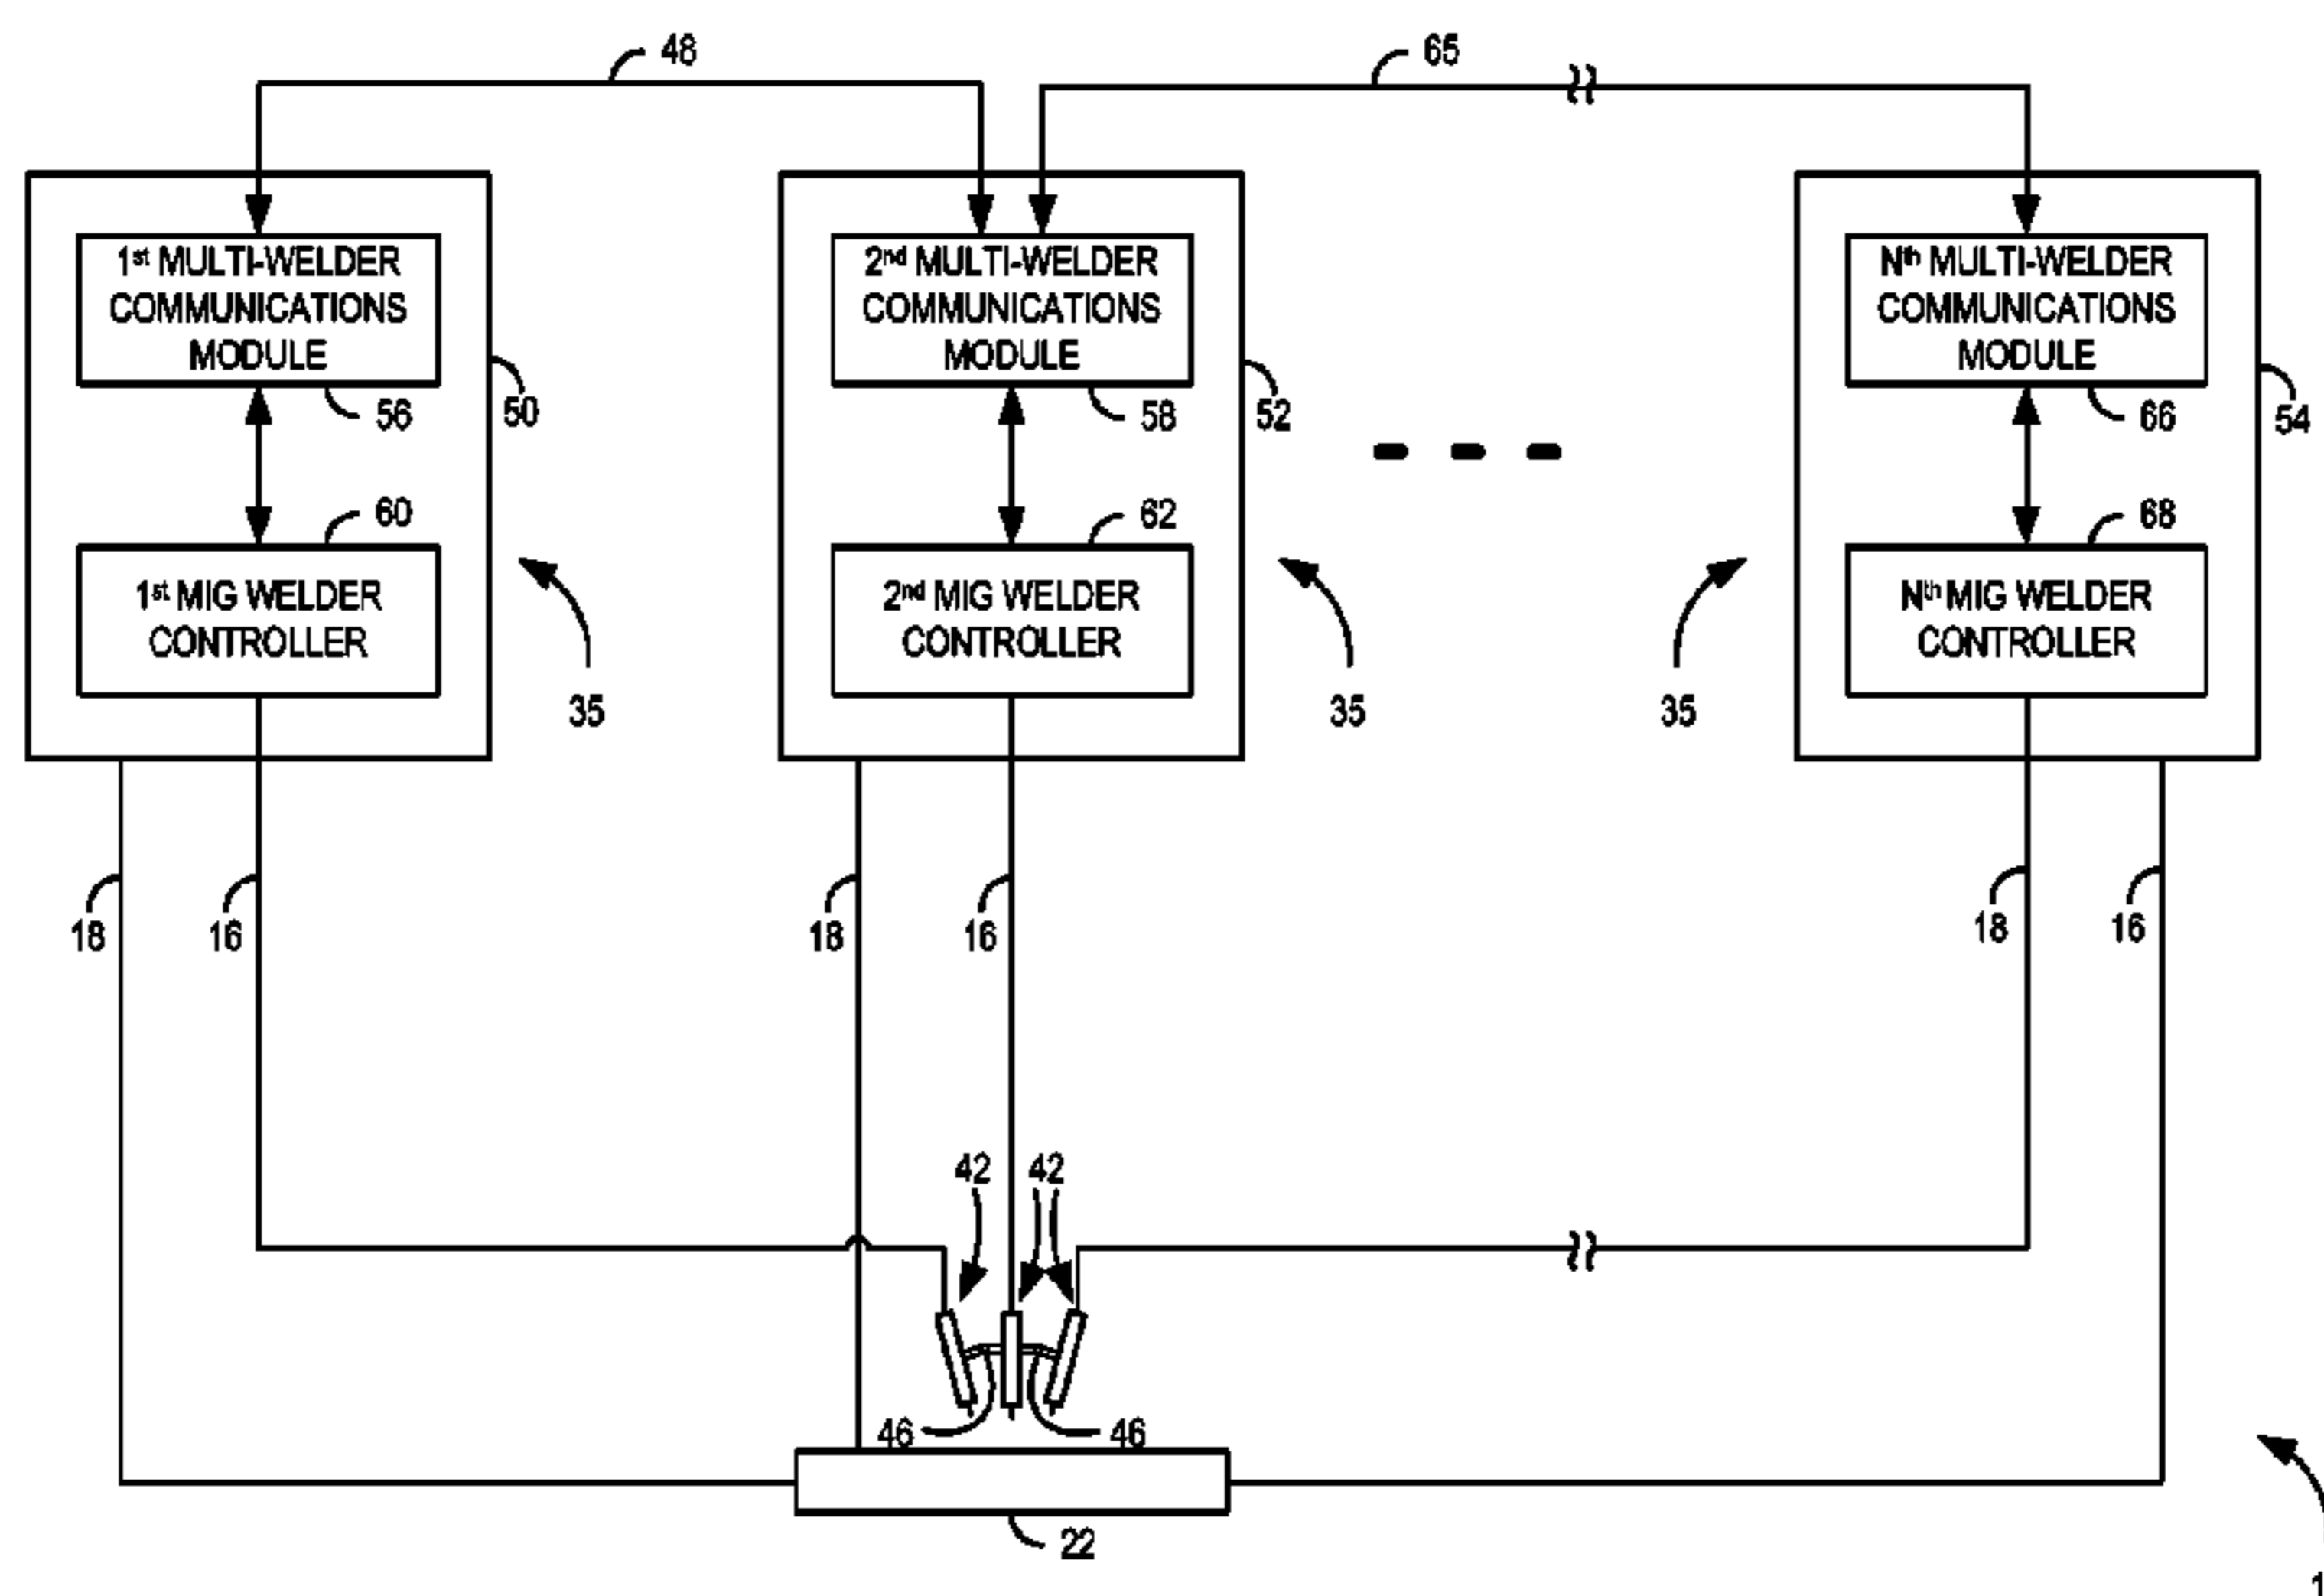 48
65
1st MULTI-WELDER
COMMUNICATIONS
MODULE
2nd MULTI-WELDER
COMMUNICATIONS
MODULE
Nth MULTI-WELDER
COMMUNICATIONS
MODULE
56
50
58
52
66
54
60
62
68
1st MIG WELDER
CONTROLLER
2nd MIG WELDER
CONTROLLER
Nth MIG WELDER
CONTROLLER
35
35
35
18
16
18
16
18
16
42
42
46
46
22